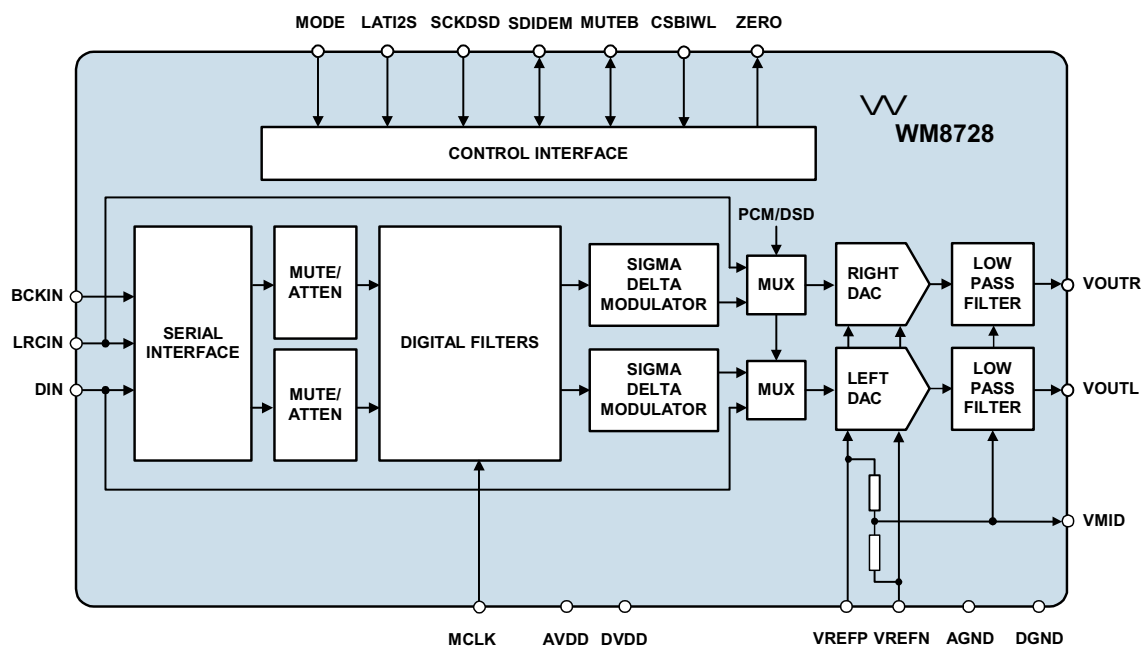 MODE LATI2S SCKDSD SDIDEM MUTEB CSBIWL ZERO
WM8728
CONTROL INTERFACE
PCM/DSD
BCKIN
LRCIN
DIN
SERIAL
INTERFACE
MUTE/
ATTEN
MUTE/
ATTEN
DIGITAL FILTERS
SIGMA
DELTA
MODULATOR
SIGMA
DELTA
MODULATOR
MUX
MUX
RIGHT
DAC
LEFT
DAC
LOW
PASS
FILTER
LOW
PASS
FILTER
VOUTR
VOUTL
VMID
MCLK AVDD DVDD VREFP VREFN AGND DGND